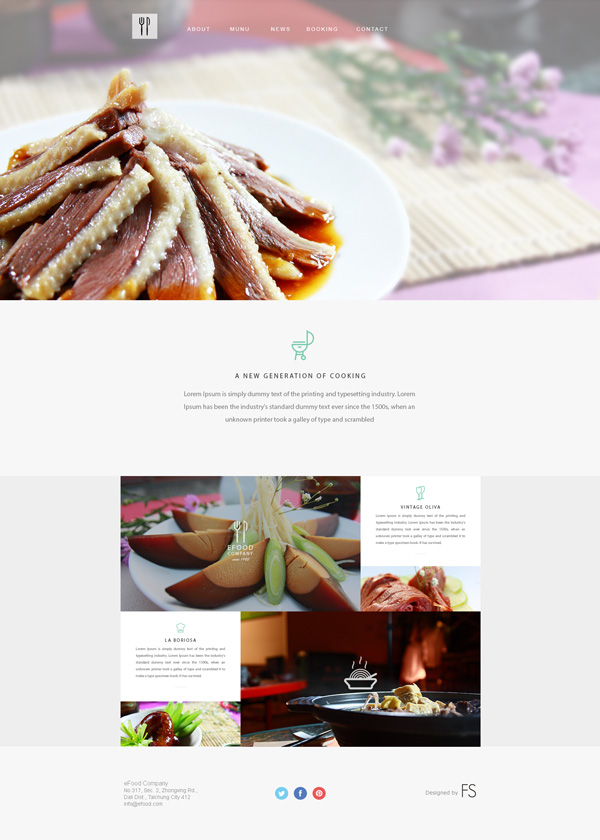 ABOUT MUNU NEWS BOOKING CONTACT
A NEW GENERATION OF COOKING
Lorem Ipsum is simply dummy text of the printing and typesetting industry. Lorem
Ipsum has been the industry's standard dummy text ever since the 1500s, when an
unknown printer took a galley of type and scrambled
EFOOD
COMPANY
since 1982
VINTAGE OLIVA
Lorem Ipsum is simply dummy text of the printing and
typesetting industry. Lorem Ipsum has been the industry's
standard dummy text ever since the 1500s, when an
unknown printer took a galley of type and scrambled it to
make a type specimen book. It has survived
LA BORIOSA
Lorem Ipsum is simply dummy text of the printing and
typesetting industry. Lorem Ipsum has been the industry's
standard dummy text ever since the 1500s, when an
unknown printer took a galley of type and scrambled it to
make a type specimen book. It has survived
eFood Company
No.317, Sec. 2, Zhongxing Rd.,
Dali Dist., Taichung City 412
info@efood.com
Designed by FS